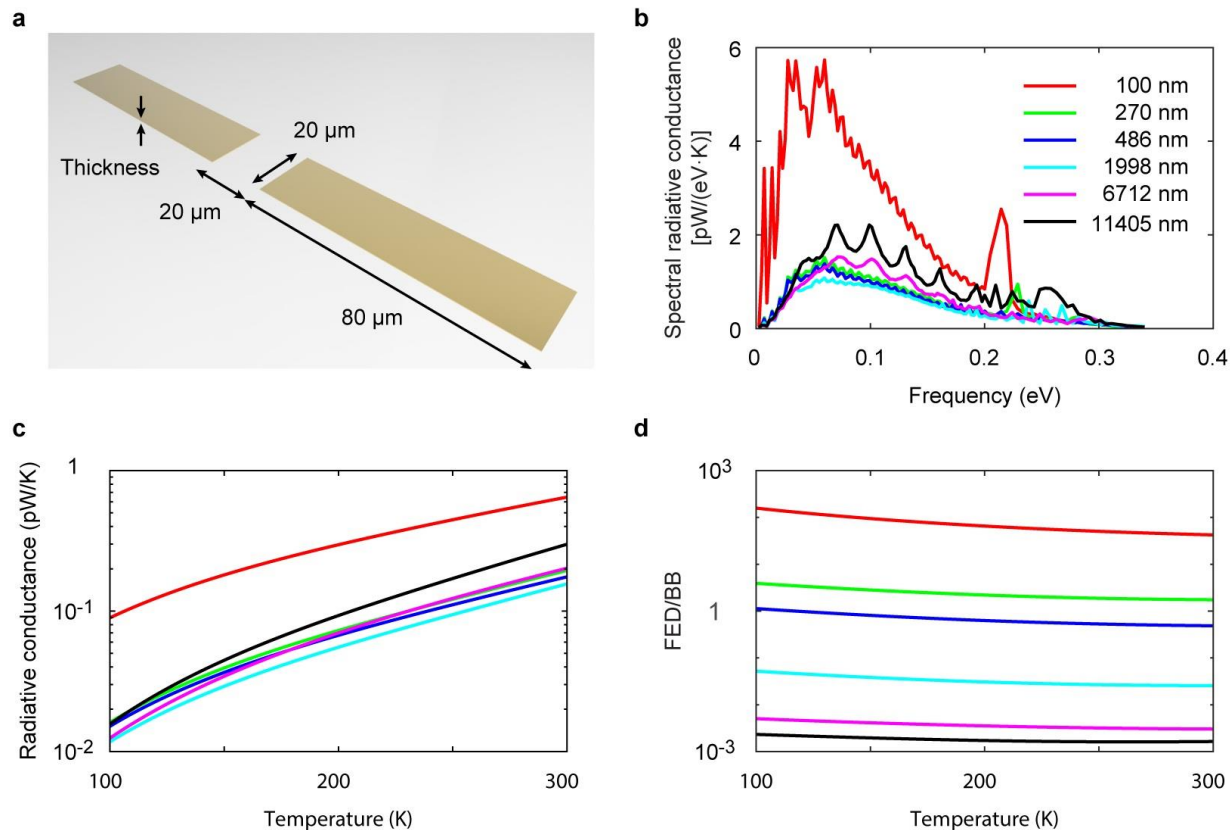 a
Thickness
20 µm
20 µm
80 µm
b
Spectral radiative conductance
[pW/(eV·K)]
6
4
2
0
100 nm
270 nm
486 nm
1998 nm
6712 nm
11405 nm
0
0.1
0.2
0.3
0.4
Frequency (eV)
c
Radiative conductance (pW/K)
1
10-1
10-2
100
200
300
Temperature (K)
d
FED/BB
103
1
10-3
100
200
300
Temperature (K)